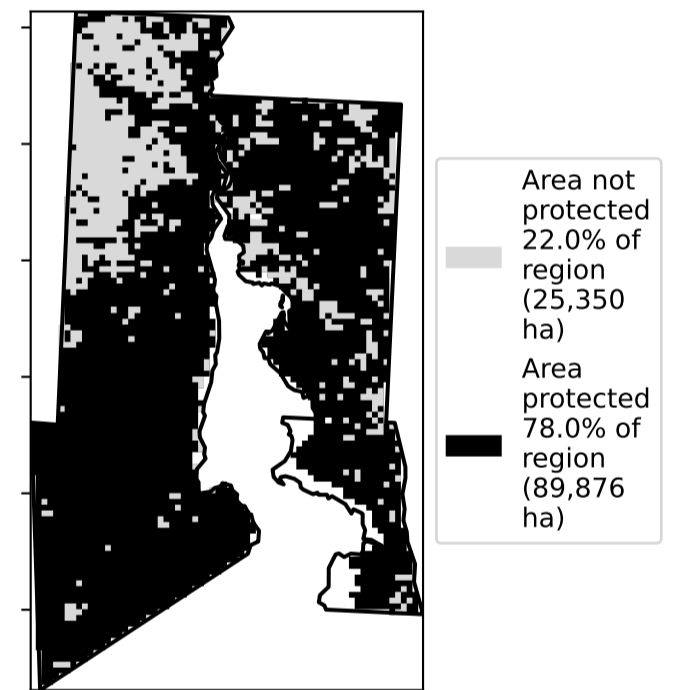 Area not
protected
22.0% of
region
(25,350
ha)
Area
protected
78.0% of
region
(89,876
ha)